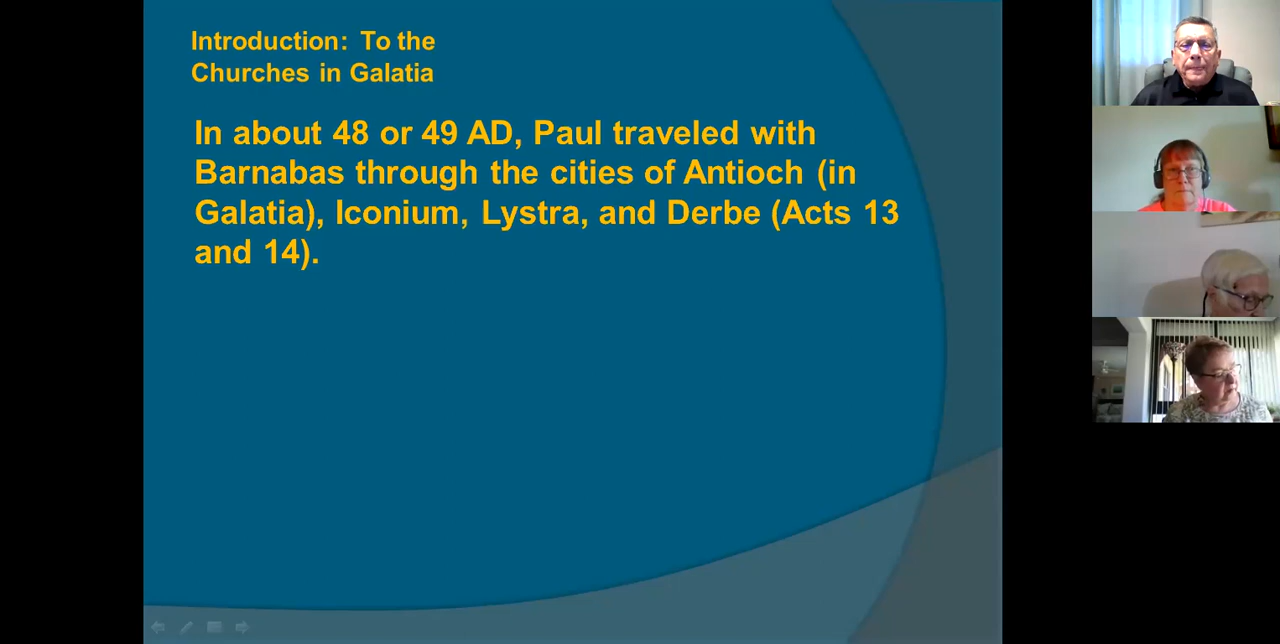 Introduction: To the
Churches in Galatia
In about 48 or 49 AD, Paul traveled with
Barnabas through the cities of Antioch (in
Galatia), Iconium, Lystra, and Derbe (Acts 13
and 14).